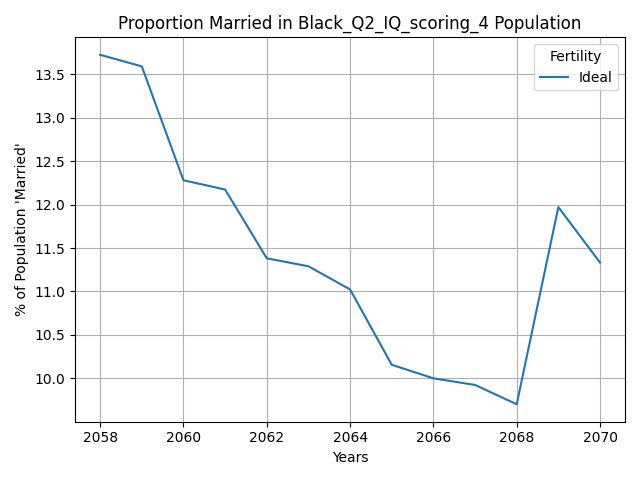 Proportion Married in Black_Q2_IQ_scoring_4 Population
Fertility
Ideal
% of Population 'Married'
13.5
13.0
12.5
12.0
11.5
11.0
10.5
10.0
2058 2060 2062 2064 2066 2068 2070
Years